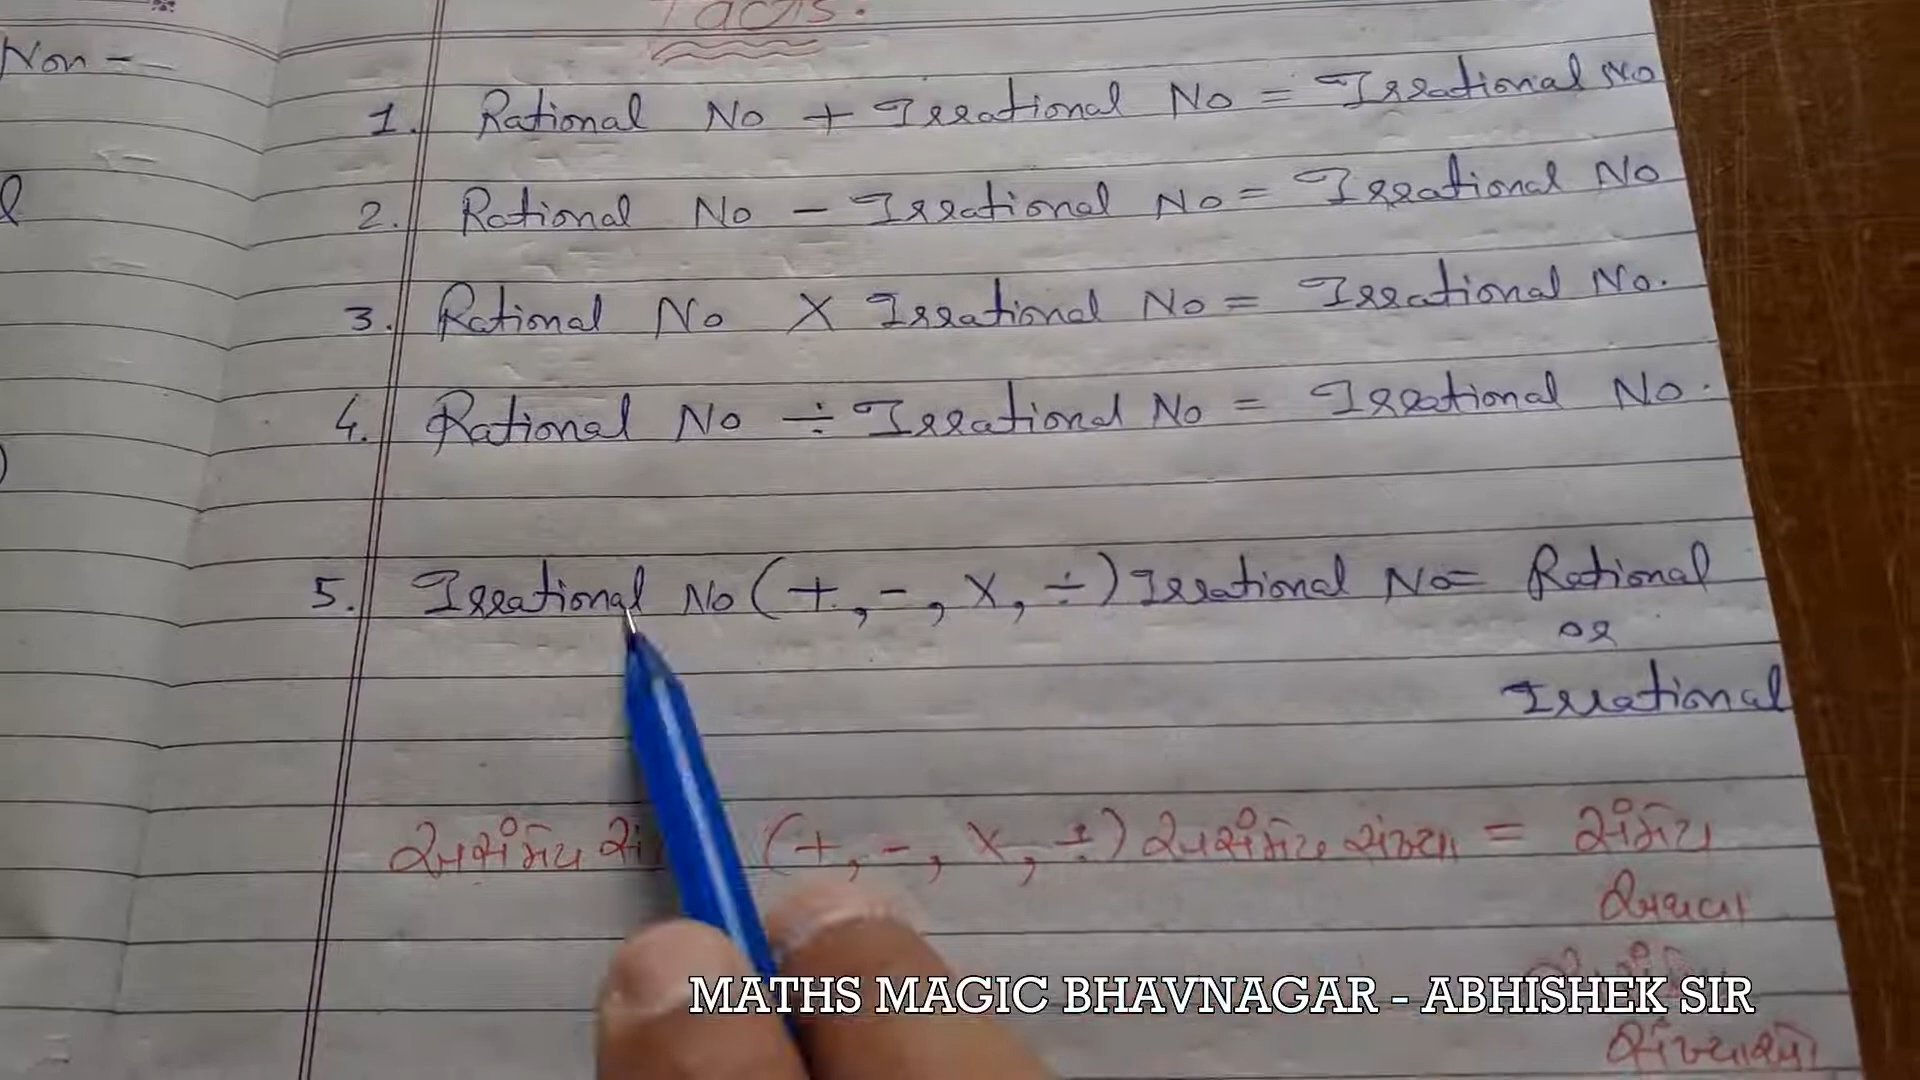 Facts.
Non -
1. Rational No + Irrational No = Irrational No
2. Rational No - Irrational No = Irrational No
3. Rational No X Irrational No = Irrational No.
4. Rational No ÷ Irrational No = Irrational No.
5. Irrational No (+, -, x, ÷) Irrational No = Rational
or
Irrational
અસંમેય સં (+, -, x, ÷) અસંમેય સંખ્યા = સંમેય
અથવા
MATHS MAGIC BHAVNAGAR - ABHISHEK SIR